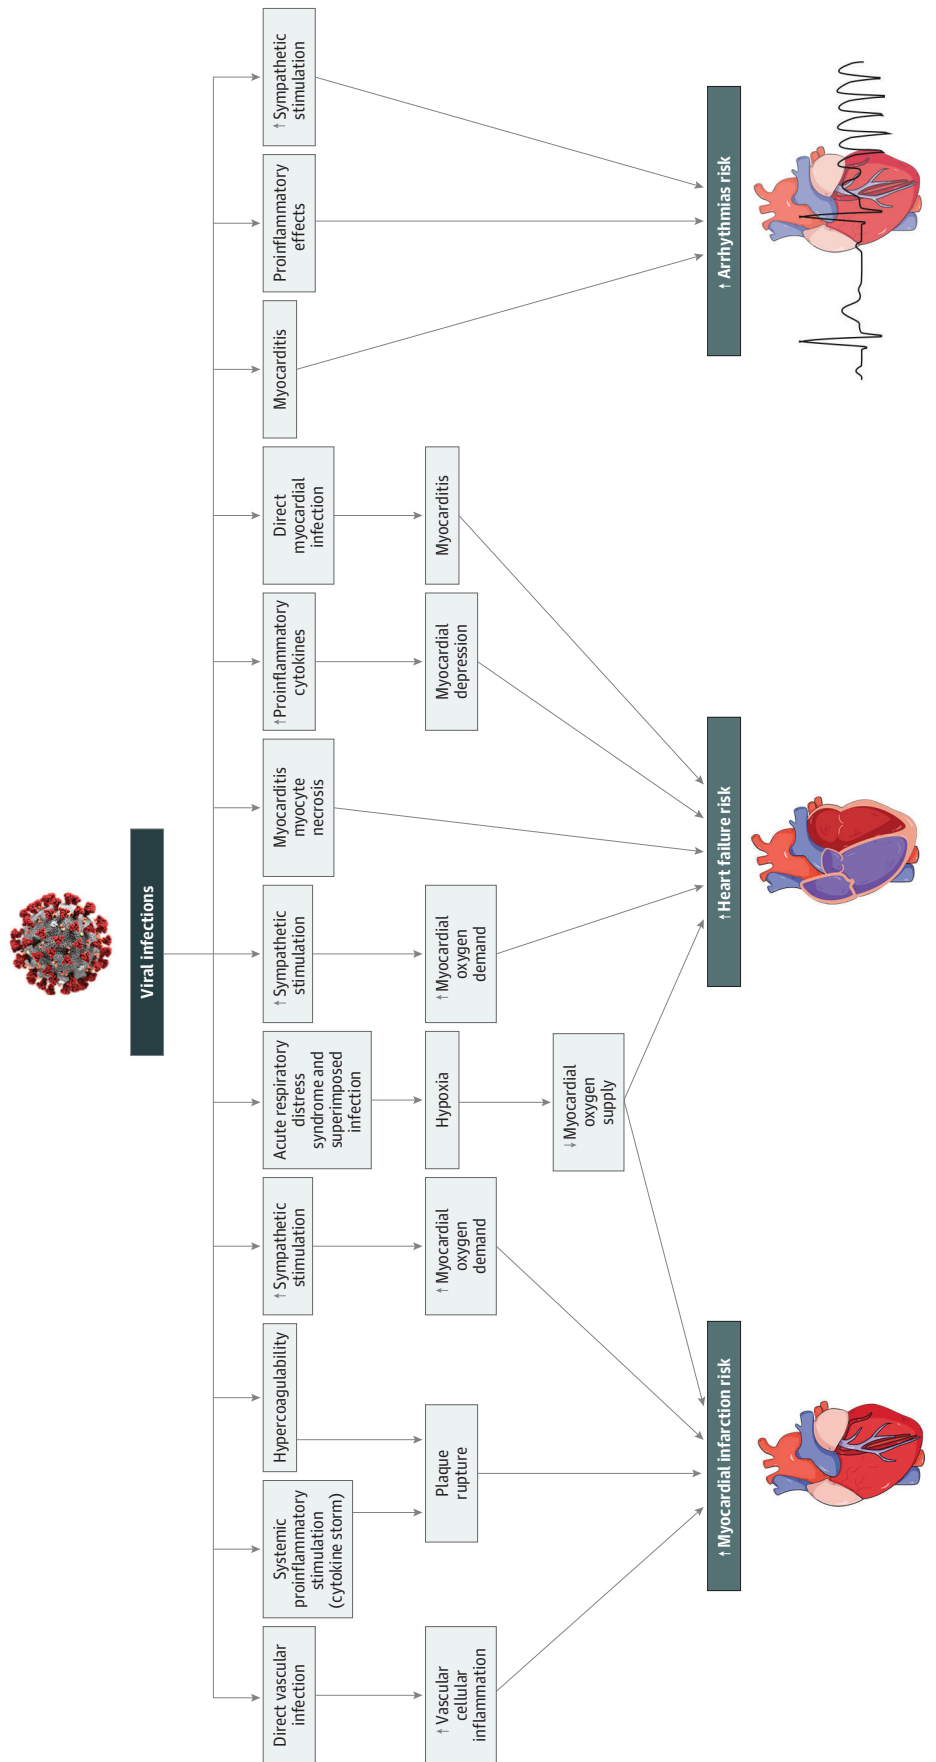 Viral infections
Direct vascular
infection
Systemic
proinflammatory
stimulation
(cytokine storm)
Hypercoagulability
↑ Sympathetic
stimulation
Acute respiratory
distress
syndrome and
superimposed
infection
↑ Sympathetic
stimulation
Myocarditis
myocyte
necrosis
↑ Proinflammatory
cytokines
Direct
myocardial
infection
Myocarditis
Proinflammatory
effects
↑ Sympathetic
stimulation
↑ Vascular
cellular
inflammation
Plaque
rupture
↑ Myocardial
oxygen
demand
Hypoxia
↑ Myocardial
oxygen
demand
Myocardial
depression
Myocarditis
↓ Myocardial
oxygen
supply
↑ Myocardial infarction risk
↑ Heart failure risk
↑ Arrhythmias risk